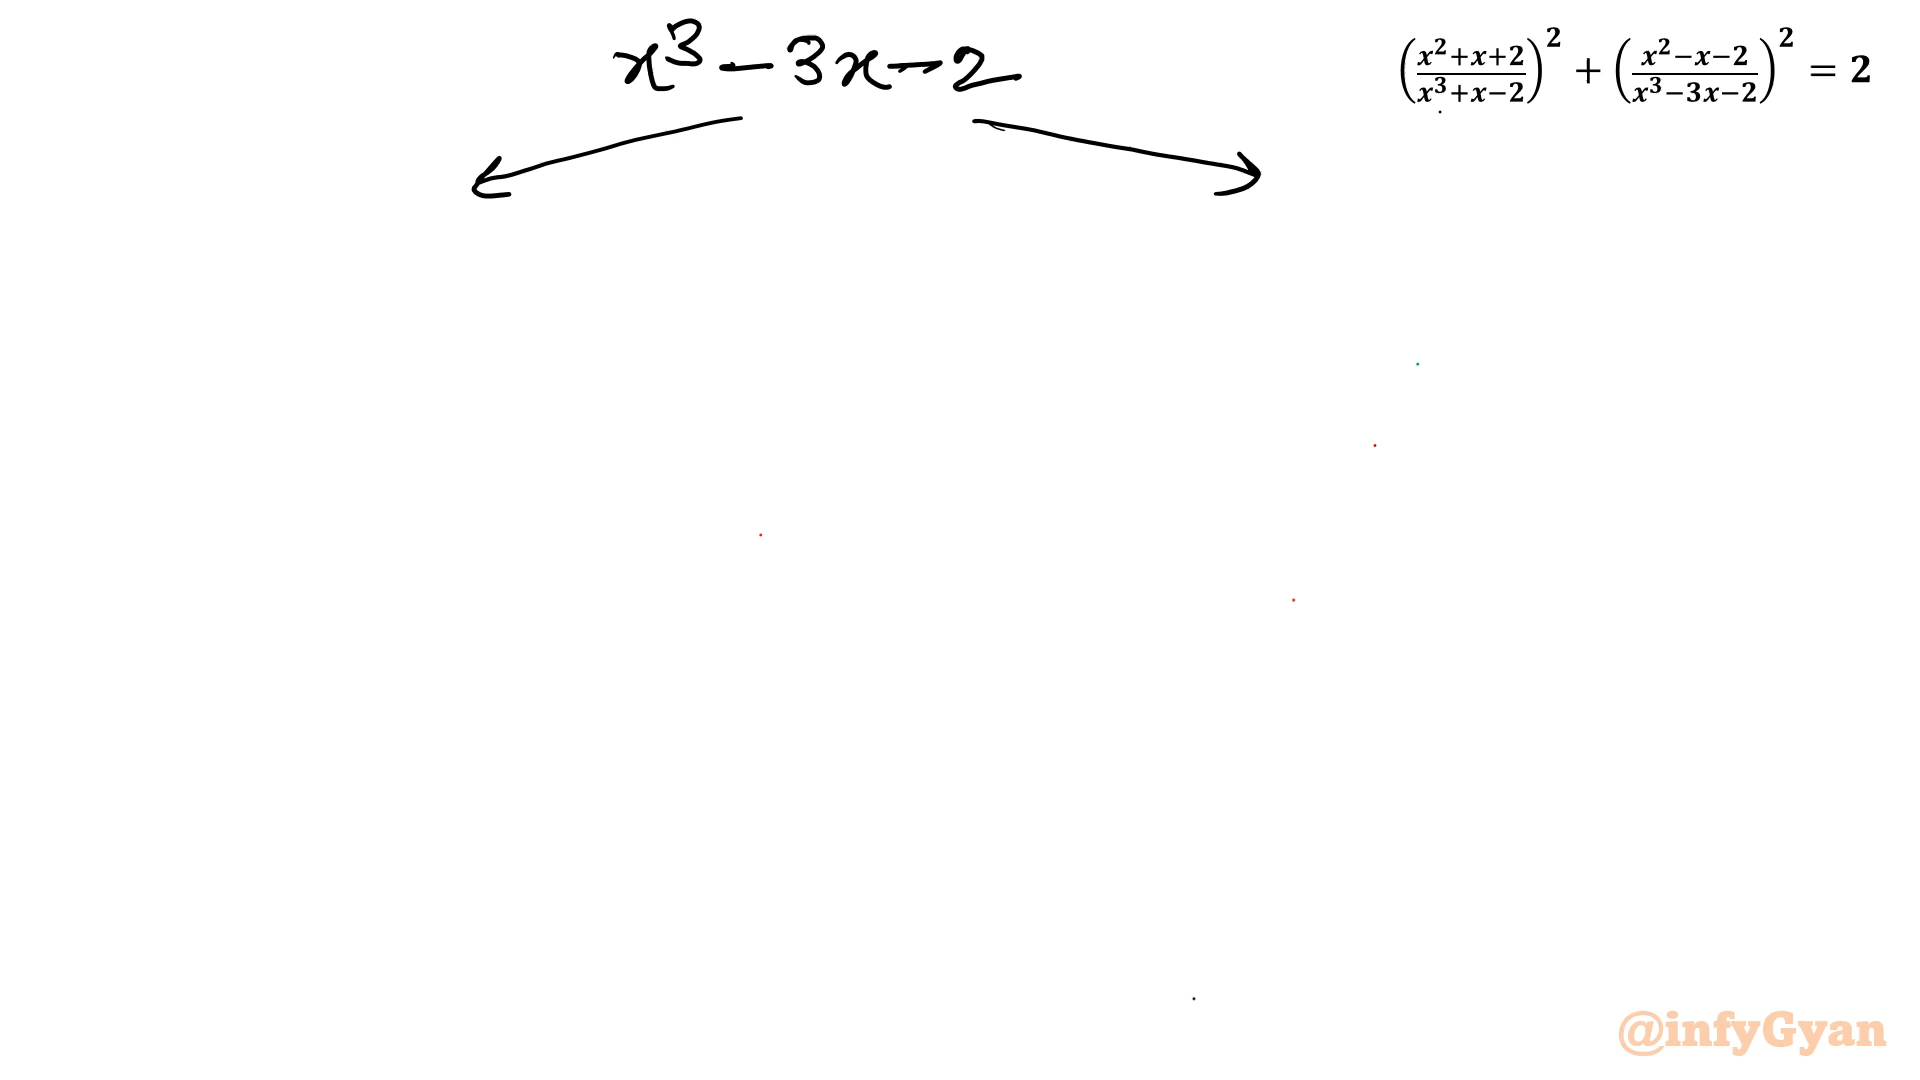 x³ - 3x - 2
((x²+x+2)/(x³+x-2))² + ((x²-x-2)/(x³-3x-2))² = 2
@infyGyan